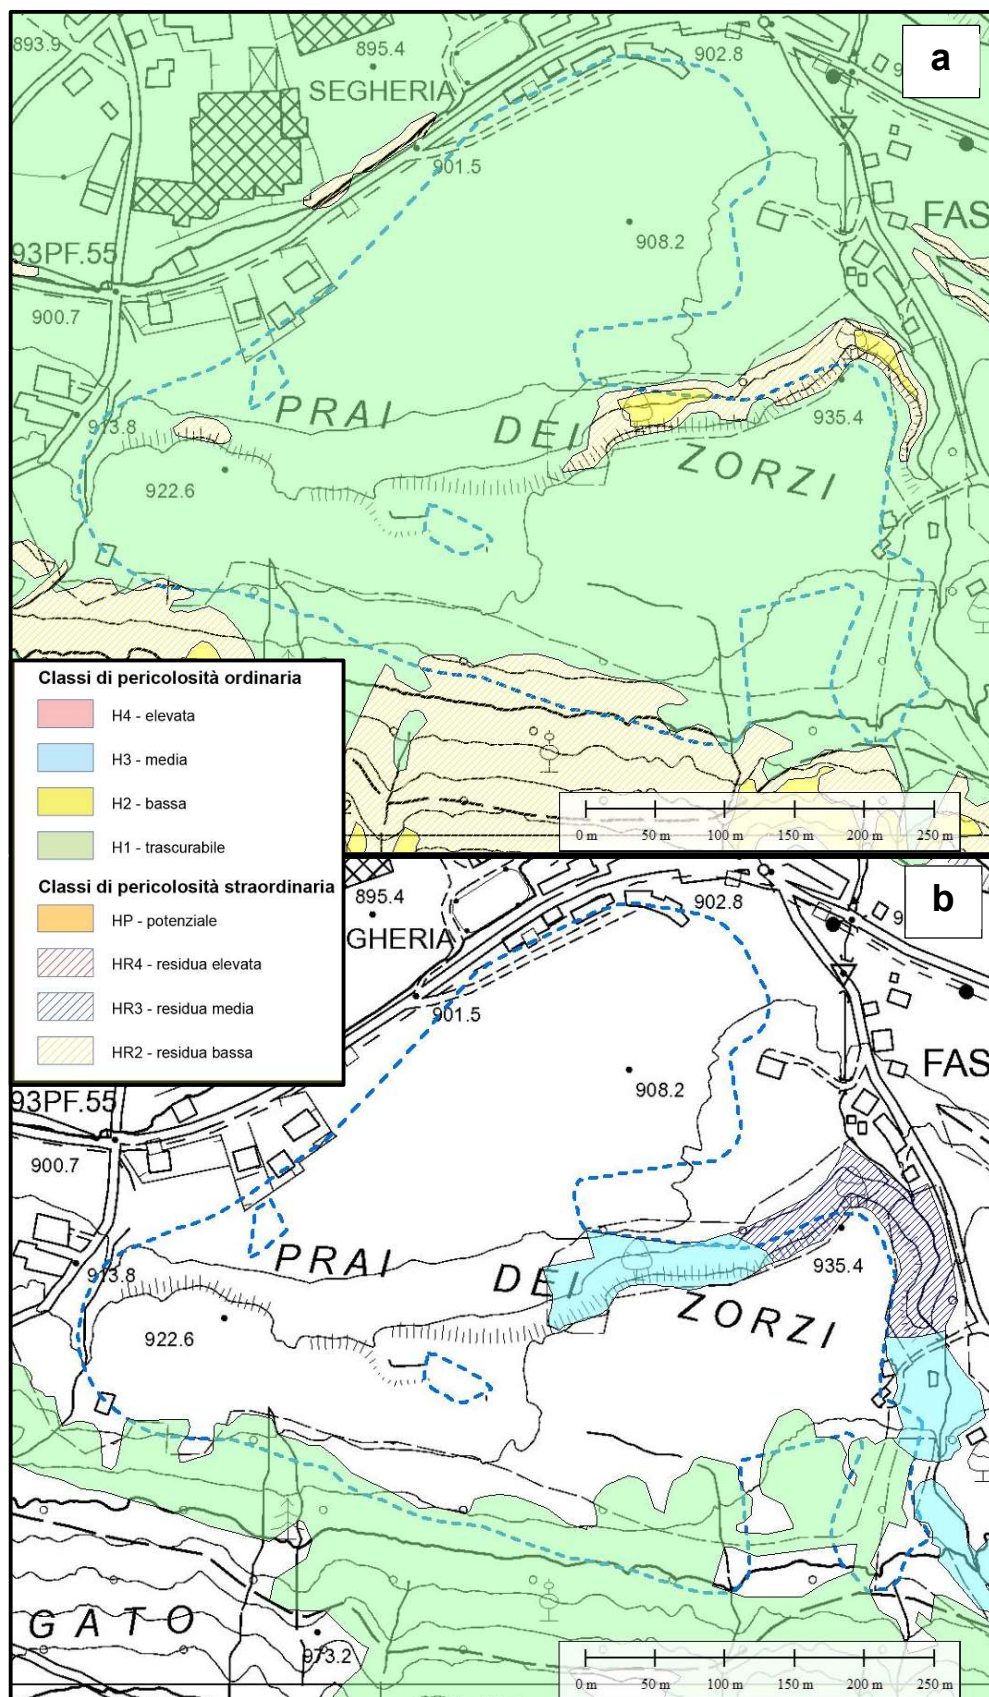 a
893.9
895.4
902.8
9
SEGHERIA
901.5
908.2
FAS
93PF.55
900.7
PRAI DEI ZORZI
913.8
935.4
922.6
Classi di pericolosità ordinaria
H4 - elevata
H3 - media
H2 - bassa
H1 - trascurabile
Classi di pericolosità straordinaria
HP - potenziale
HR4 - residua elevata
HR3 - residua media
HR2 - residua bassa
0 m 50 m 100 m 150 m 200 m 250 m
b
895.4
902.8
9
GHERIA
901.5
908.2
FAS
93PF.55
900.7
PRAI DEI ZORZI
913.8
935.4
922.6
GATO
973.2
0 m 50 m 100 m 150 m 200 m 250 m